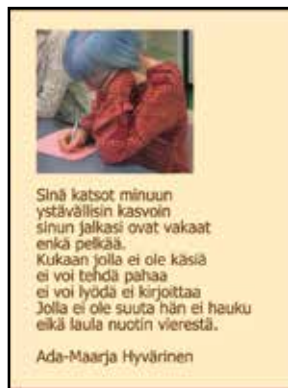 Sinä katsot minuun
ystävällisin kasvoin
sinun jalkasi ovat vakaat
enkä pelkää.
Kukaan jolla ei ole käsiä
ei voi tehdä pahaa
ei voi lyödä ei kirjoittaa
Jolla ei ole suuta hän ei hauku
eikä laula nuotin vierestä.
Ada-Maarja Hyvärinen